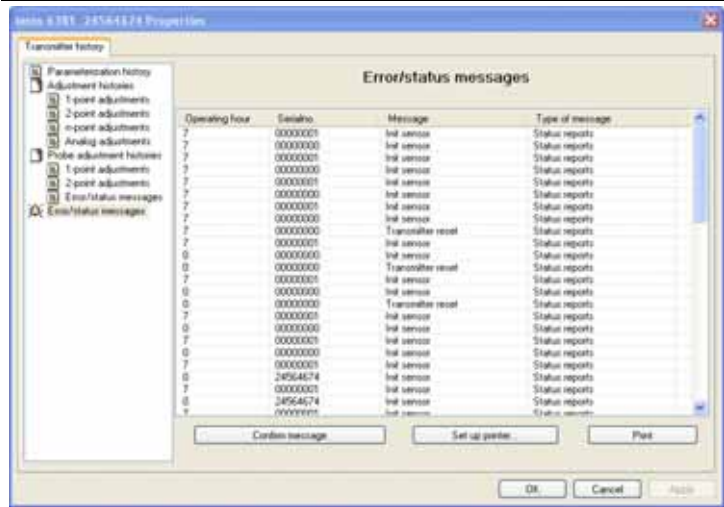 testo 6381 24564674 Properties
Transmitter history
Parameterization history
Adjustment histories
1-point adjustments
2-point adjustments
n-point adjustments
Analog adjustments
Probe adjustment histories
1-point adjustments
2-point adjustments
Error/status messages
Error/status messages
Error/status messages
Operating hour Serialno. Message Type of message
7 00000001 Init sensor Status reports
7 00000000 Init sensor Status reports
7 00000001 Init sensor Status reports
7 00000000 Init sensor Status reports
7 00000001 Init sensor Status reports
7 00000000 Init sensor Status reports
7 00000001 Init sensor Status reports
7 00000000 Init sensor Status reports
7 00000000 Transmitter reset Status reports
7 00000001 Init sensor Status reports
0 00000000 Init sensor Status reports
0 00000000 Transmitter reset Status reports
7 00000001 Init sensor Status reports
0 00000000 Init sensor Status reports
0 00000000 Transmitter reset Status reports
7 00000001 Init sensor Status reports
0 00000000 Init sensor Status reports
7 00000001 Init sensor Status reports
0 00000000 Init sensor Status reports
7 00000001 Init sensor Status reports
0 24564674 Init sensor Status reports
7 00000001 Init sensor Status reports
0 24564674 Init sensor Status reports
7 00000001 Init sensor Status reports
Confirm message Set up printer... Print
OK Cancel Apply